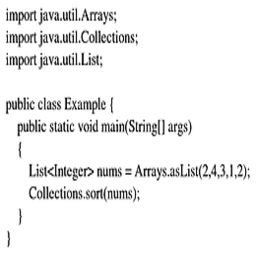 import java.util.Arrays;
import java.util.Collections;
import java.util.List;

public class Example {
    public static void main(String[] args)
    {
        List<Integer> nums = Arrays.asList(2,4,3,1,2);
        Collections.sort(nums);
    }
}